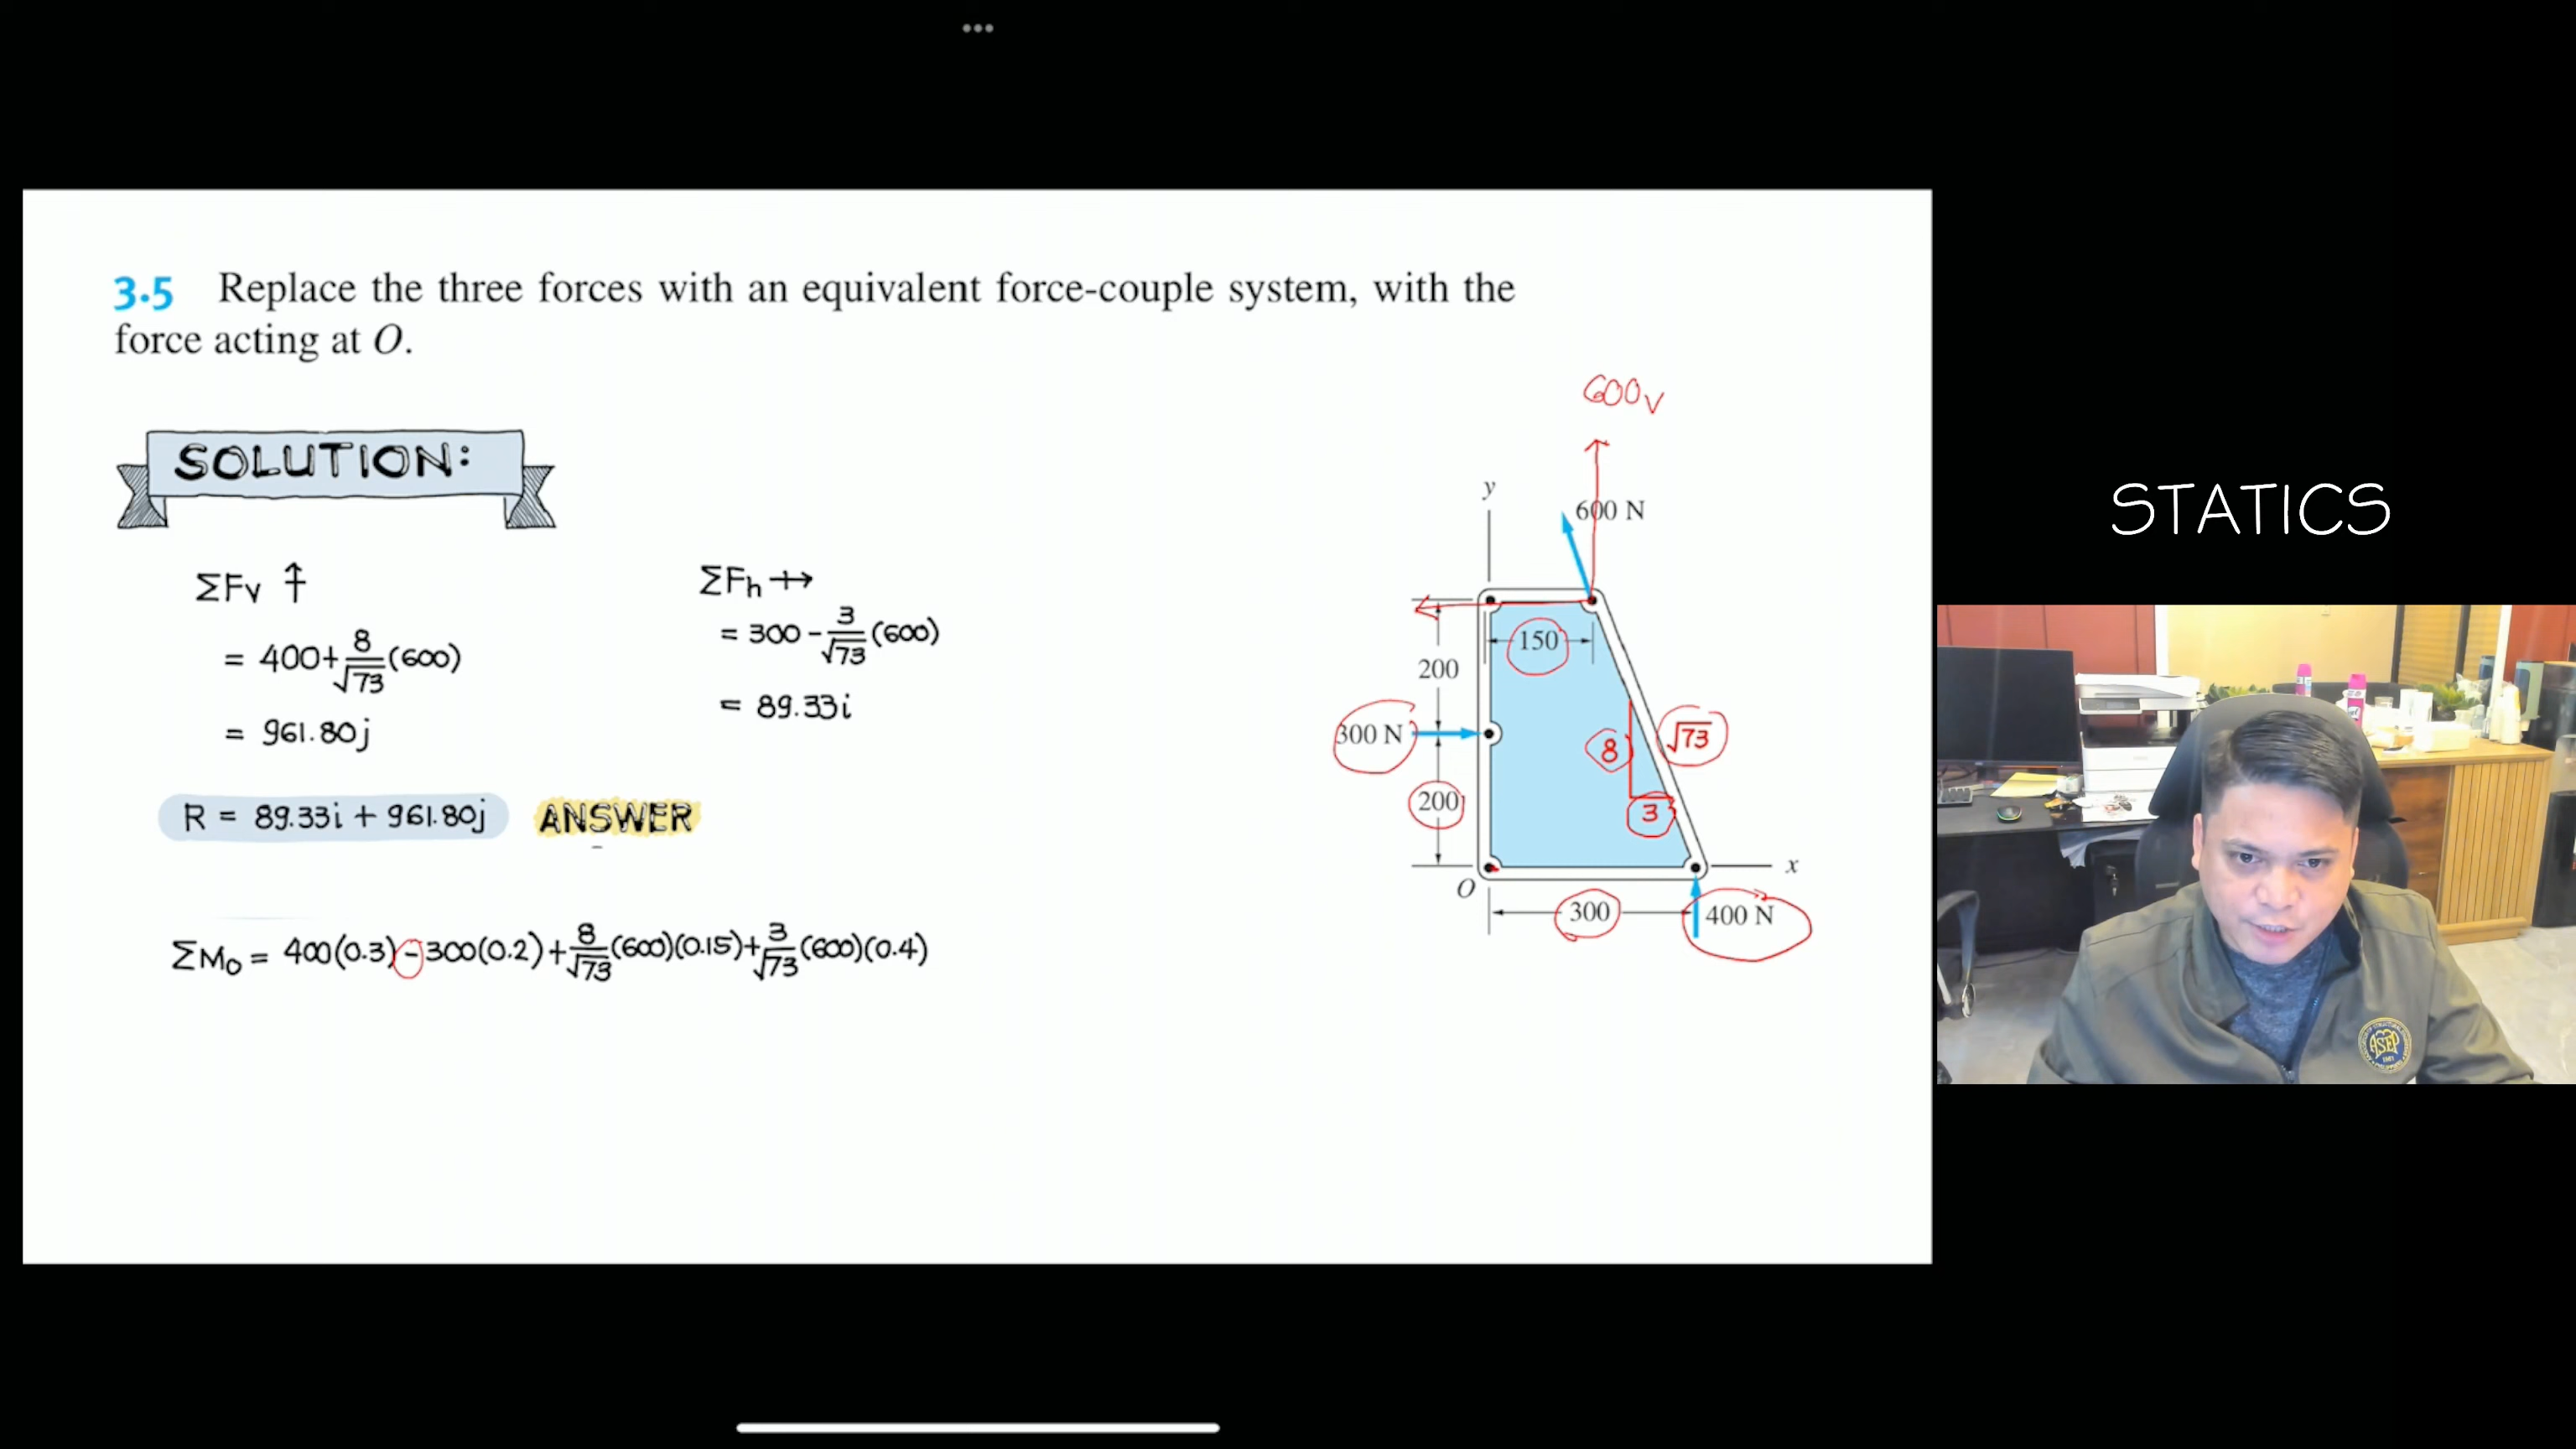 3.5 Replace the three forces with an equivalent force-couple system, with the
force acting at O.
SOLUTION:
ΣFv ↑
= 400+8/√73(600)
= 961.80j
ΣFh →
= 300-3/√73(600)
= 89.33i
R = 89.33i + 961.80j ANSWER
ΣMo = 400(0.3)-300(0.2)+8/√73(600)(0.15)+3/√73(600)(0.4)
600v
y
600 N
150
200
300 N
8
√73
200
3
x
O
300
400 N
STATICS
ASEP